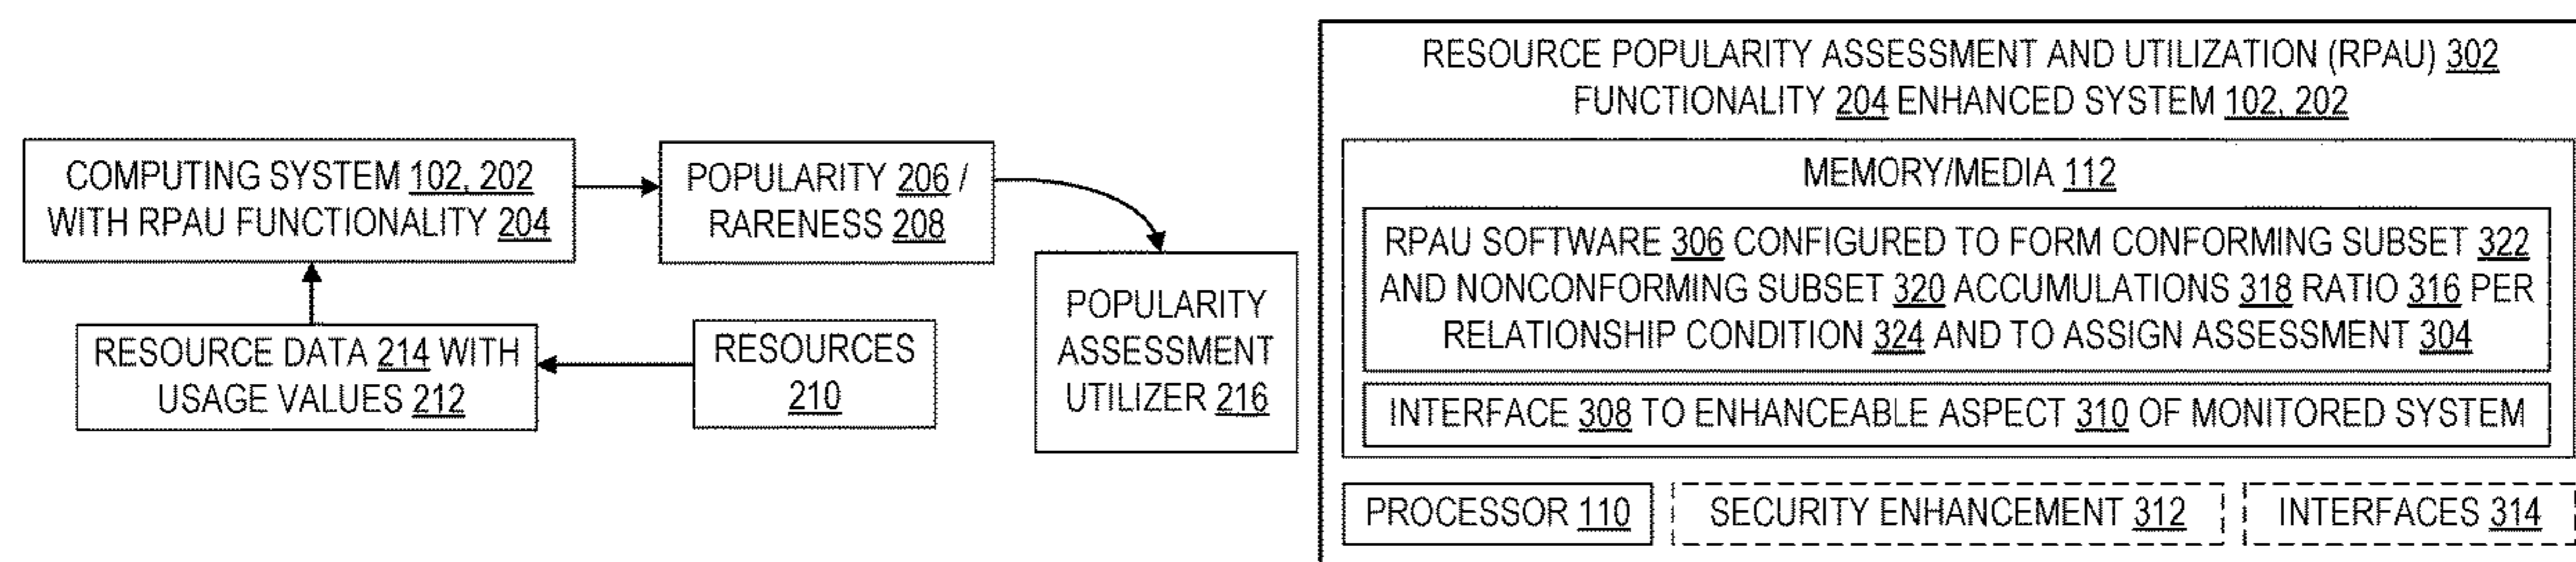 COMPUTING SYSTEM 102, 202
WITH RPAU FUNCTIONALITY 204
POPULARITY 206 /
RARENESS 208
POPULARITY
ASSESSMENT
UTILIZER 216
RESOURCE DATA 214 WITH
USAGE VALUES 212
RESOURCES
210
RESOURCE POPULARITY ASSESSMENT AND UTILIZATION (RPAU) 302
FUNCTIONALITY 204 ENHANCED SYSTEM 102, 202
MEMORY/MEDIA 112
RPAU SOFTWARE 306 CONFIGURED TO FORM CONFORMING SUBSET 322
AND NONCONFORMING SUBSET 320 ACCUMULATIONS 318 RATIO 316 PER
RELATIONSHIP CONDITION 324 AND TO ASSIGN ASSESSMENT 304
INTERFACE 308 TO ENHANCEABLE ASPECT 310 OF MONITORED SYSTEM
PROCESSOR 110
SECURITY ENHANCEMENT 312
INTERFACES 314